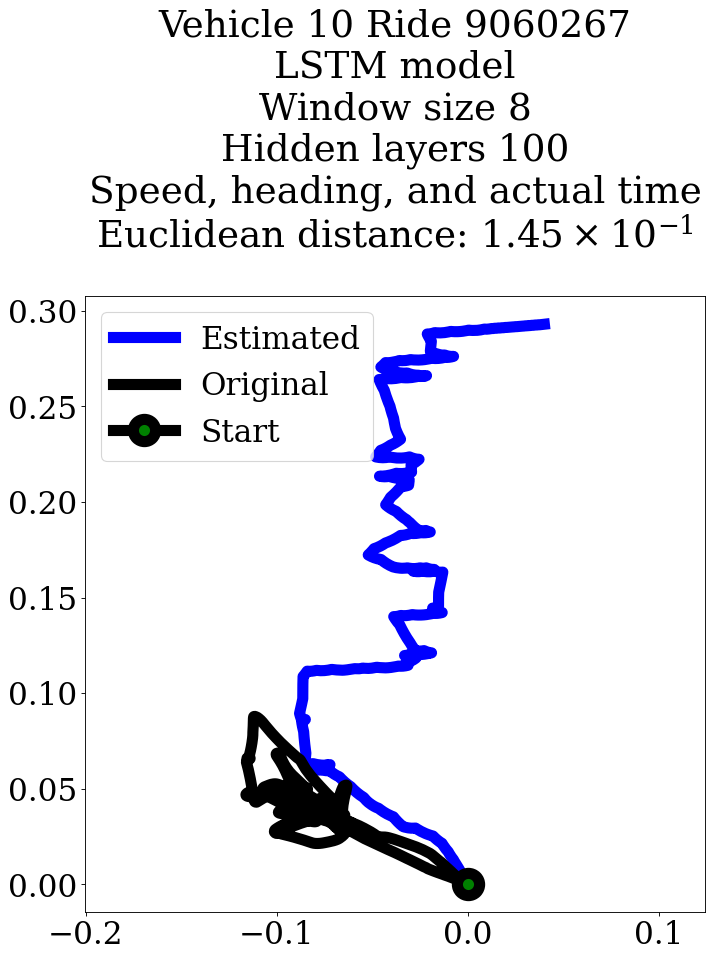 Vehicle 10 Ride 9060267
LSTM model
Window size 8
Hidden layers 100
Speed, heading, and actual time
Euclidean distance: 1.45 × 10⁻¹
Estimated
Original
Start
0.30
0.25
0.20
0.15
0.10
0.05
0.00
−0.2 −0.1 0.0 0.1